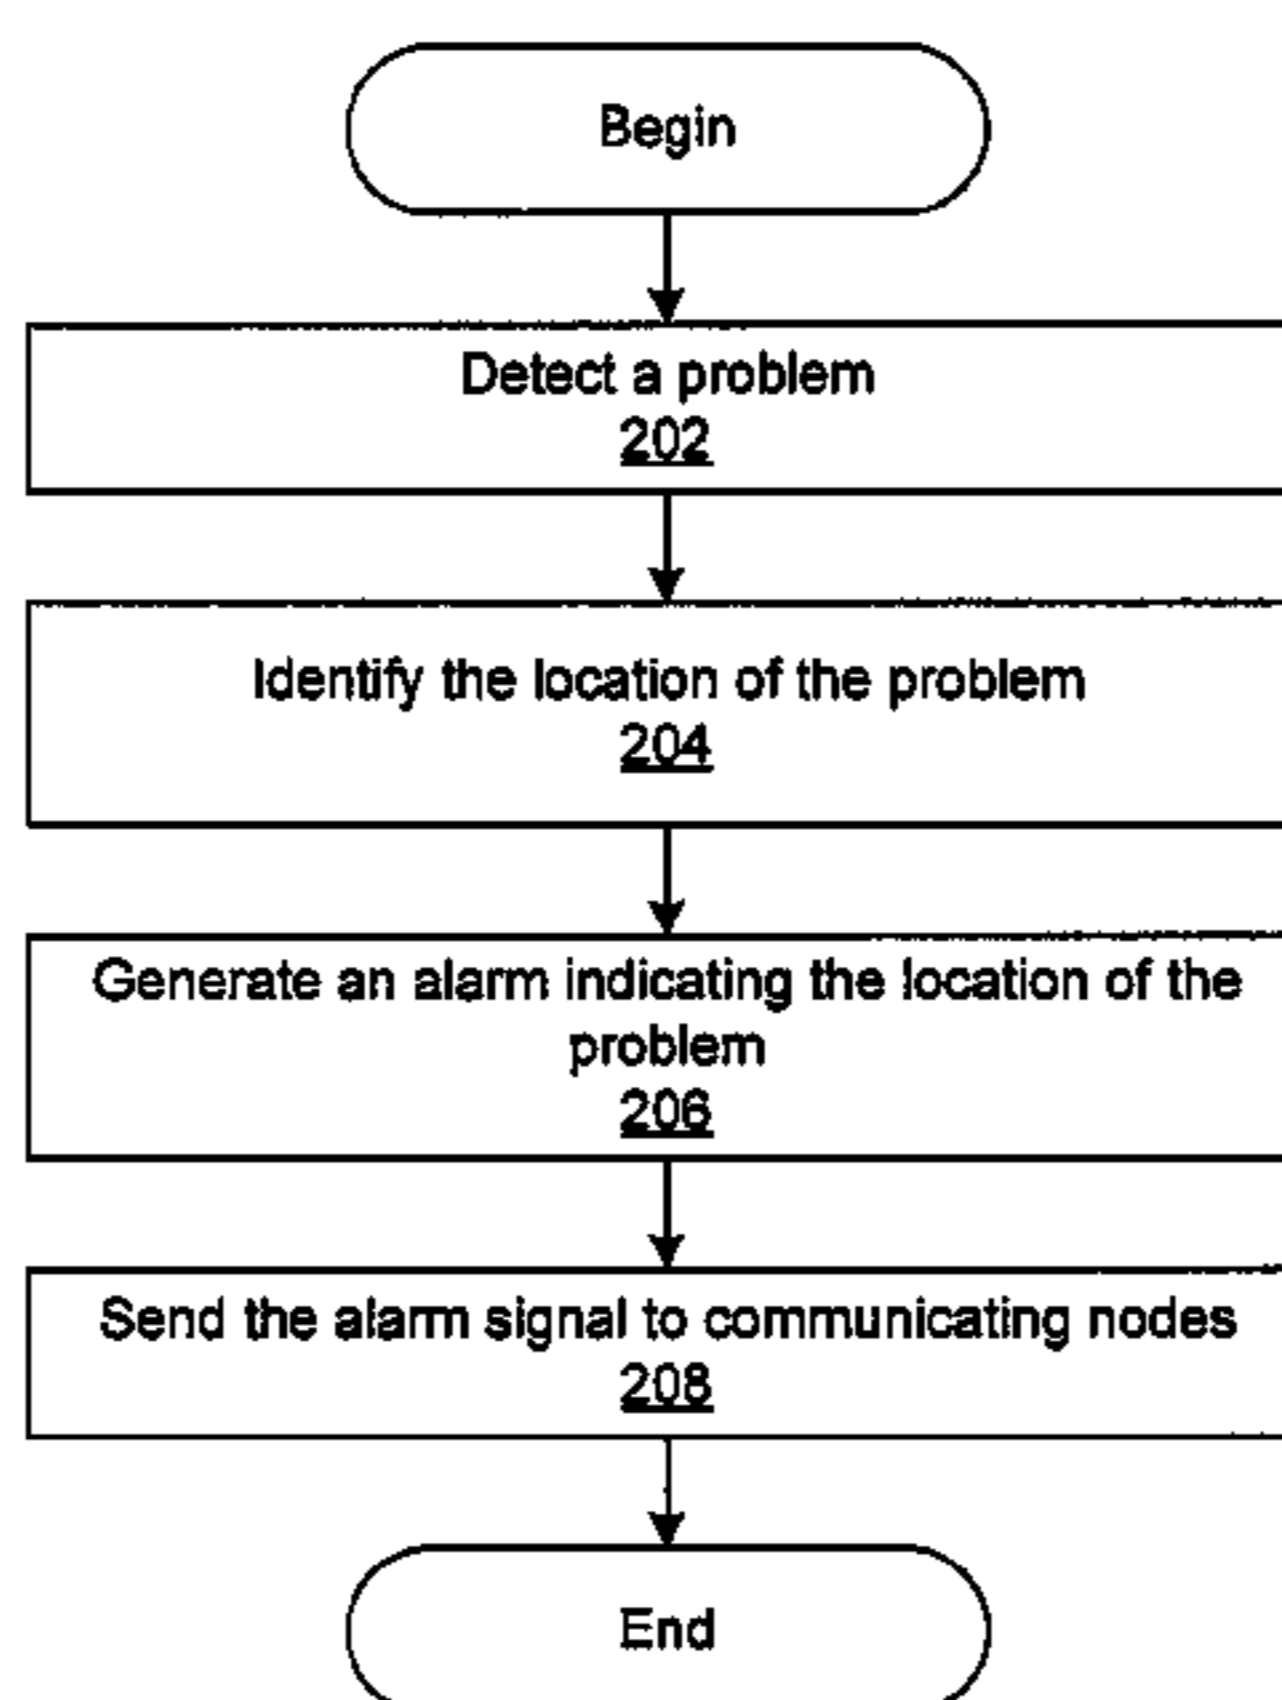 Begin
Detect a problem
202
Identify the location of the problem
204
Generate an alarm indicating the location of the
problem
206
Send the alarm signal to communicating nodes
208
End